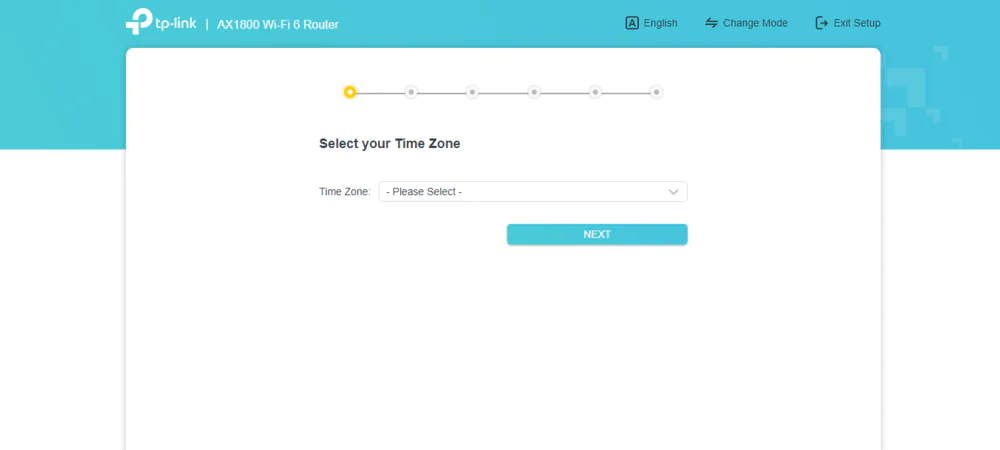 tp-link | AX1800 Wi-Fi 6 Router
A English Change Mode Exit Setup
Select your Time Zone
Time Zone: - Please Select -
NEXT